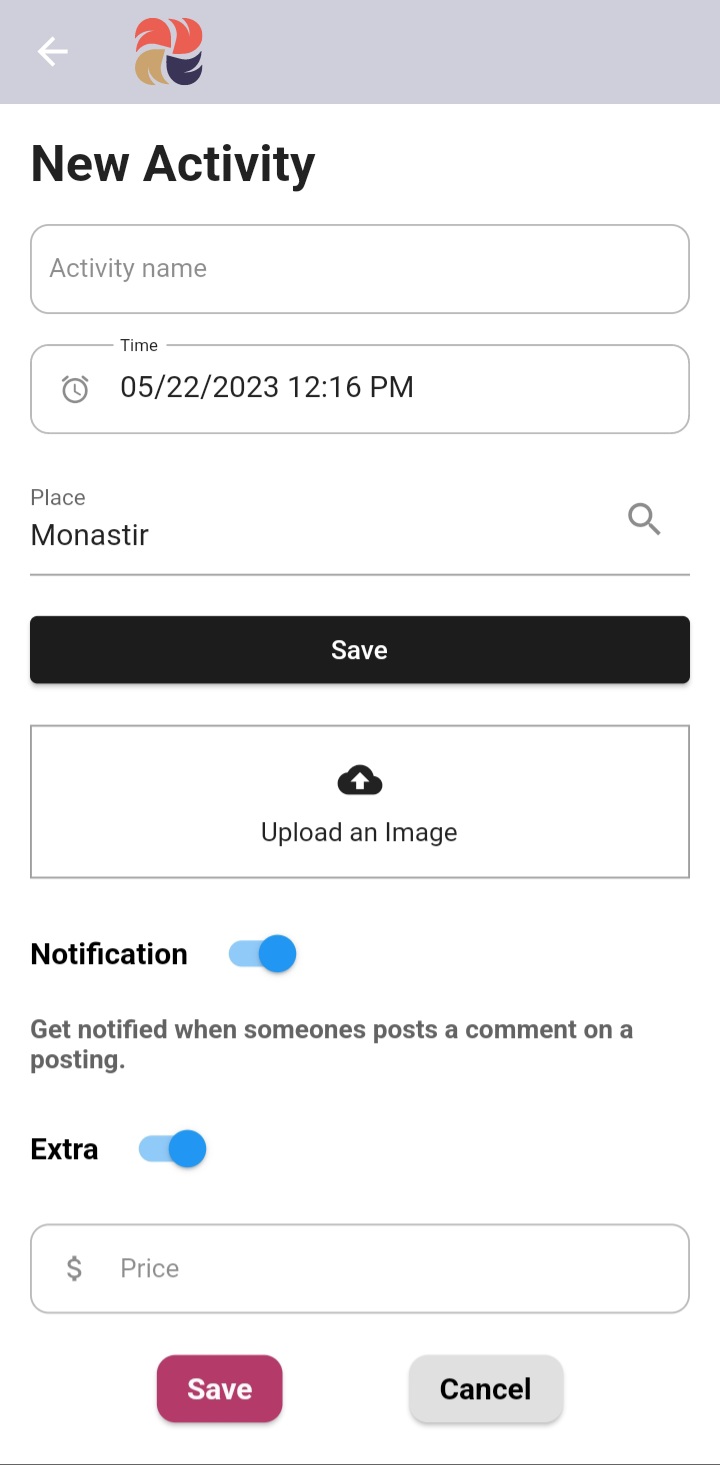 New Activity
Activity name
Time
05/22/2023 12:16 PM
Place
Monastir
Save
Upload an Image
Notification
Get notified when someones posts a comment on a
posting.
Extra
$ Price
Save Cancel